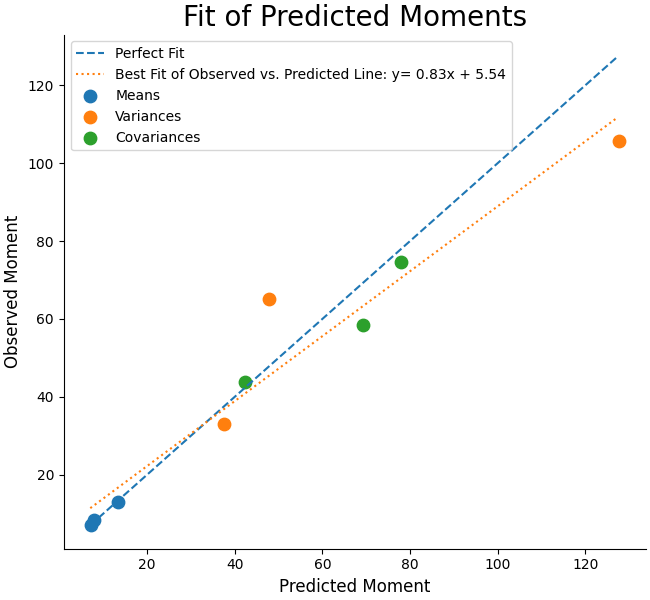 Fit of Predicted Moments
Perfect Fit
Best Fit of Observed vs. Predicted Line: y= 0.83x + 5.54
Means
Variances
Covariances
Observed Moment
120
100
80
60
40
20
20 40 60 80 100 120
Predicted Moment